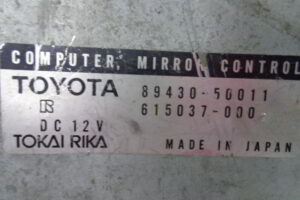 COMPUTER, MIRROR CONTROL
TOYOTA 89430-50011
R 615037-000
DC 12V
TOKAI RIKA MADE IN JAPAN